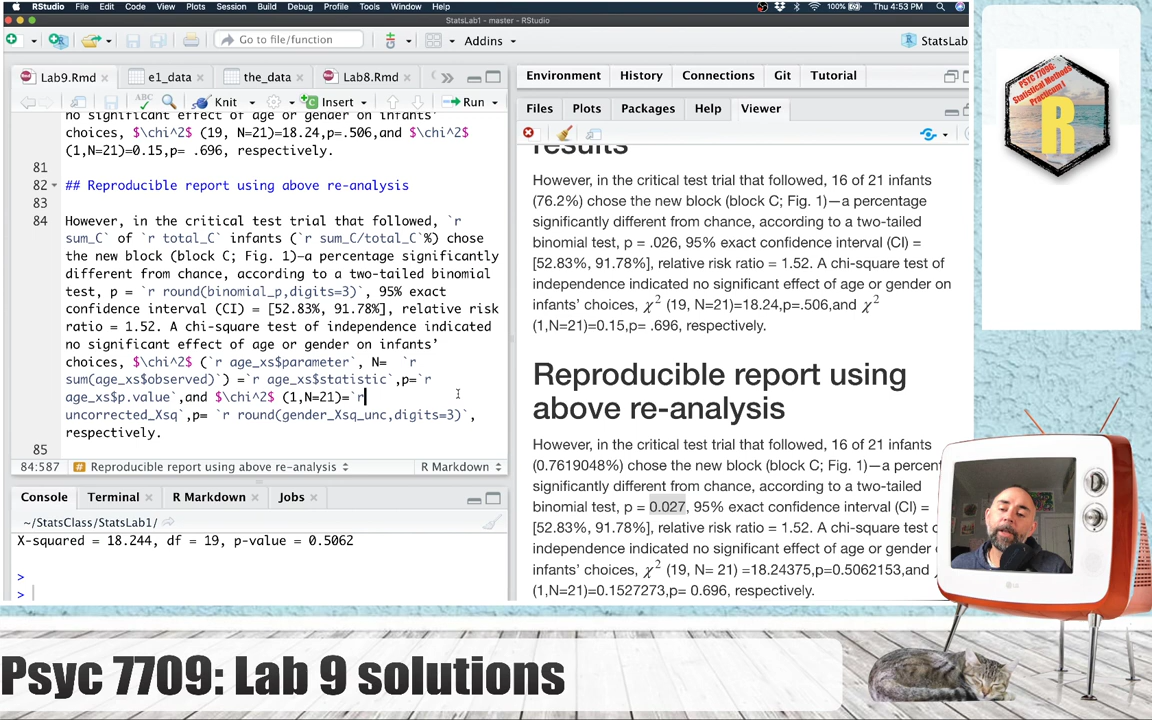 RStudio File Edit Code View Plots Session Build Debug Profile Tools Window Help 100% Thu 4:53 PM
StatsLab1 - master - RStudio
Go to file/function Addins StatsLab
Lab9.Rmd e1_data the_data Lab8.Rmd
Knit Insert Run
no significant effect of age or gender on infants'
choices, $\chi^2$ (19, N=21)=18.24,p=.506,and $\chi^2$
(1,N=21)=0.15,p= .696, respectively.
81
82 ## Reproducible report using above re-analysis
83
84 However, in the critical test trial that followed, `r
sum_C` of `r total_C` infants (`r sum_C/total_C`%) chose
the new block (block C; Fig. 1)—a percentage significantly
different from chance, according to a two-tailed binomial
test, p = `r round(binomial_p,digits=3)`, 95% exact
confidence interval (CI) = [52.83%, 91.78%], relative risk
ratio = 1.52. A chi-square test of independence indicated
no significant effect of age or gender on infants’
choices, $\chi^2$ (`r age_xs$parameter`, N= `r
sum(age_xs$observed)`) =`r age_xs$statistic`,p=`r
age_xs$p.value`,and $\chi^2$ (1,N=21)=`r
uncorrected_Xsq`,p= `r round(gender_Xsq_unc,digits=3)`,
respectively.
85
84:587 # Reproducible report using above re-analysis R Markdown
Console Terminal R Markdown Jobs
~/StatsClass/StatsLab1/
X-squared = 18.244, df = 19, p-value = 0.5062
>
>
Environment History Connections Git Tutorial
Files Plots Packages Help Viewer
results
However, in the critical test trial that followed, 16 of 21 infants
(76.2%) chose the new block (block C; Fig. 1)—a percentage
significantly different from chance, according to a two-tailed
binomial test, p = .026, 95% exact confidence interval (CI) =
[52.83%, 91.78%], relative risk ratio = 1.52. A chi-square test of
independence indicated no significant effect of age or gender on
infants’ choices, χ2 (19, N=21)=18.24,p=.506,and χ2
(1,N=21)=0.15,p= .696, respectively.
Reproducible report using
above re-analysis
However, in the critical test trial that followed, 16 of 21 infants
(0.7619048%) chose the new block (block C; Fig. 1)—a percent
significantly different from chance, according to a two-tailed
binomial test, p = 0.027, 95% exact confidence interval (CI) =
[52.83%, 91.78%], relative risk ratio = 1.52. A chi-square test o
independence indicated no significant effect of age or gender
infants’ choices, χ2 (19, N= 21) =18.24375,p=0.5062153,and
(1,N=21)=0.1527273,p= 0.696, respectively.
PSYC 7709:
Statistical Methods
Practicum I
R
LG
Psyc 7709: Lab 9 solutions